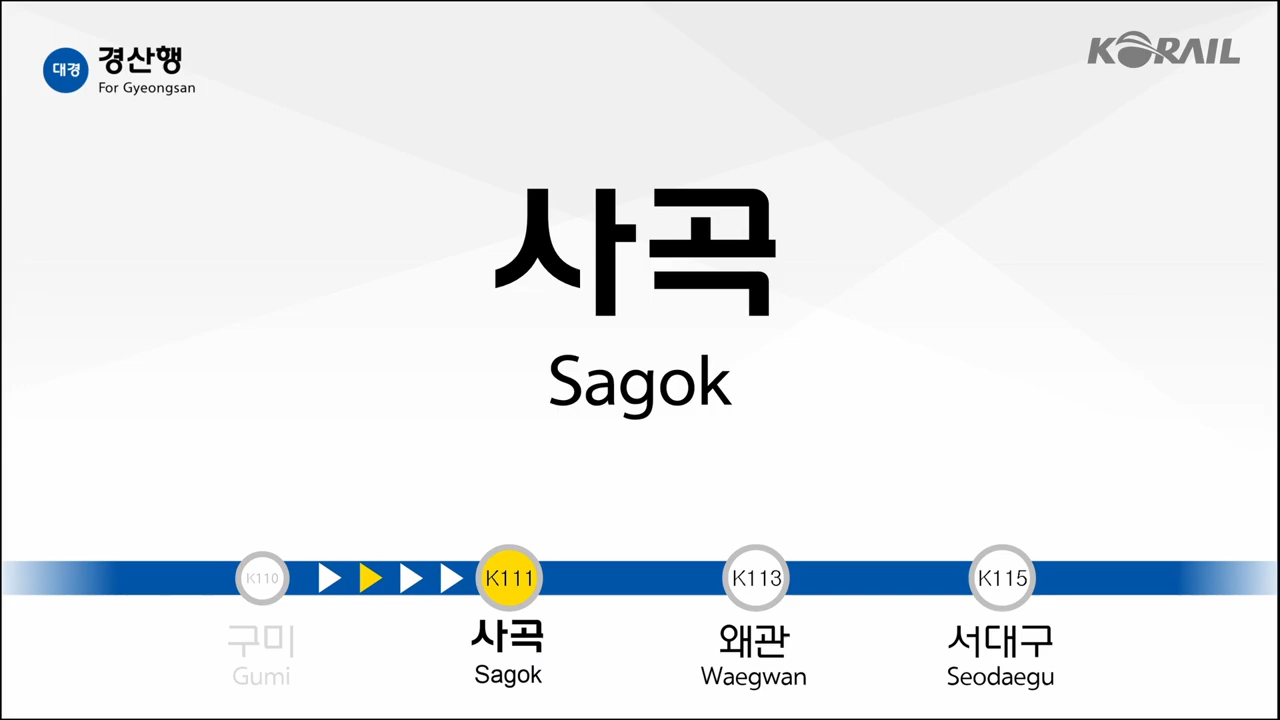 대경
경산행
For Gyeongsan
KORAIL
사곡
Sagok
K110
K111
K113
K115
구미
사곡
왜관
서대구
Gumi
Sagok
Waegwan
Seodaegu